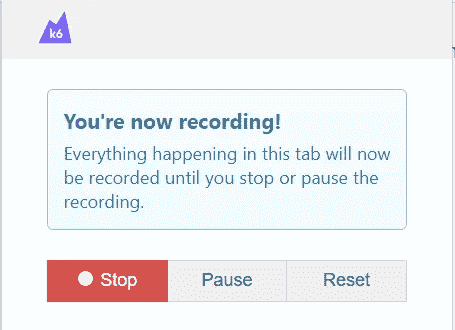 k6
You're now recording!
Everything happening in this tab will now
be recorded until you stop or pause the
recording.
Stop
Pause
Reset